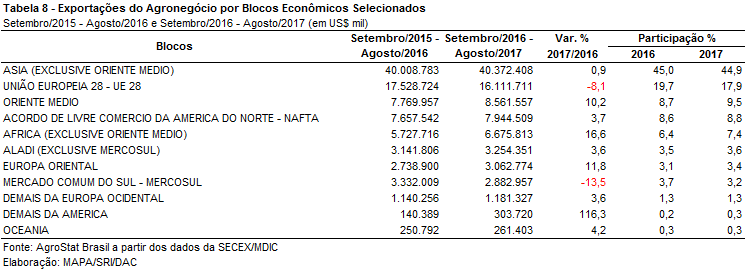 Tabela 8 - Exportações do Agronegócio por Blocos Econômicos Selecionados
Setembro/2015 - Agosto/2016 e Setembro/2016 - Agosto/2017 (em US$ mil)
Blocos Setembro/2015 - Agosto/2016 Setembro/2016 - Agosto/2017 Var. % 2017/2016 Participação % 2016 2017
ASIA (EXCLUSIVE ORIENTE MEDIO) 40.008.783 40.372.408 0,9 45,0 44,9
UNIÃO EUROPEIA 28 - UE 28 17.528.724 16.111.711 -8,1 19,7 17,9
ORIENTE MEDIO 7.769.957 8.561.557 10,2 8,7 9,5
ACORDO DE LIVRE COMERCIO DA AMERICA DO NORTE - NAFTA 7.657.542 7.944.509 3,7 8,6 8,8
AFRICA (EXCLUSIVE ORIENTE MEDIO) 5.727.716 6.675.813 16,6 6,4 7,4
ALADI (EXCLUSIVE MERCOSUL) 3.141.806 3.254.351 3,6 3,5 3,6
EUROPA ORIENTAL 2.738.900 3.062.774 11,8 3,1 3,4
MERCADO COMUM DO SUL - MERCOSUL 3.332.009 2.882.957 -13,5 3,7 3,2
DEMAIS DA EUROPA OCIDENTAL 1.140.256 1.181.327 3,6 1,3 1,3
DEMAIS DA AMERICA 140.389 303.720 116,3 0,2 0,3
OCEANIA 250.792 261.403 4,2 0,3 0,3
Fonte: AgroStat Brasil a partir dos dados da SECEX/MDIC
Elaboração: MAPA/SRI/DAC